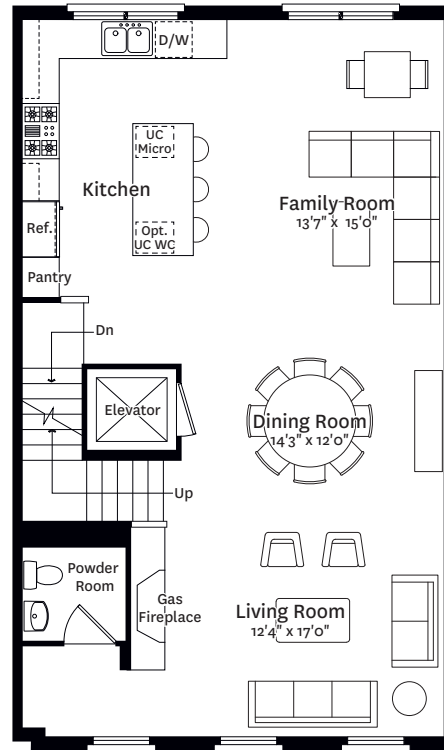 D/W
UC
Micro
Kitchen
Family Room
13'7" x 15'0"
Ref.
Opt.
UC WC
Pantry
Dn
Elevator
Dining Room
14'3" x 12'0"
Up
Powder
Room
Gas
Fireplace
Living Room
12'4" x 17'0"